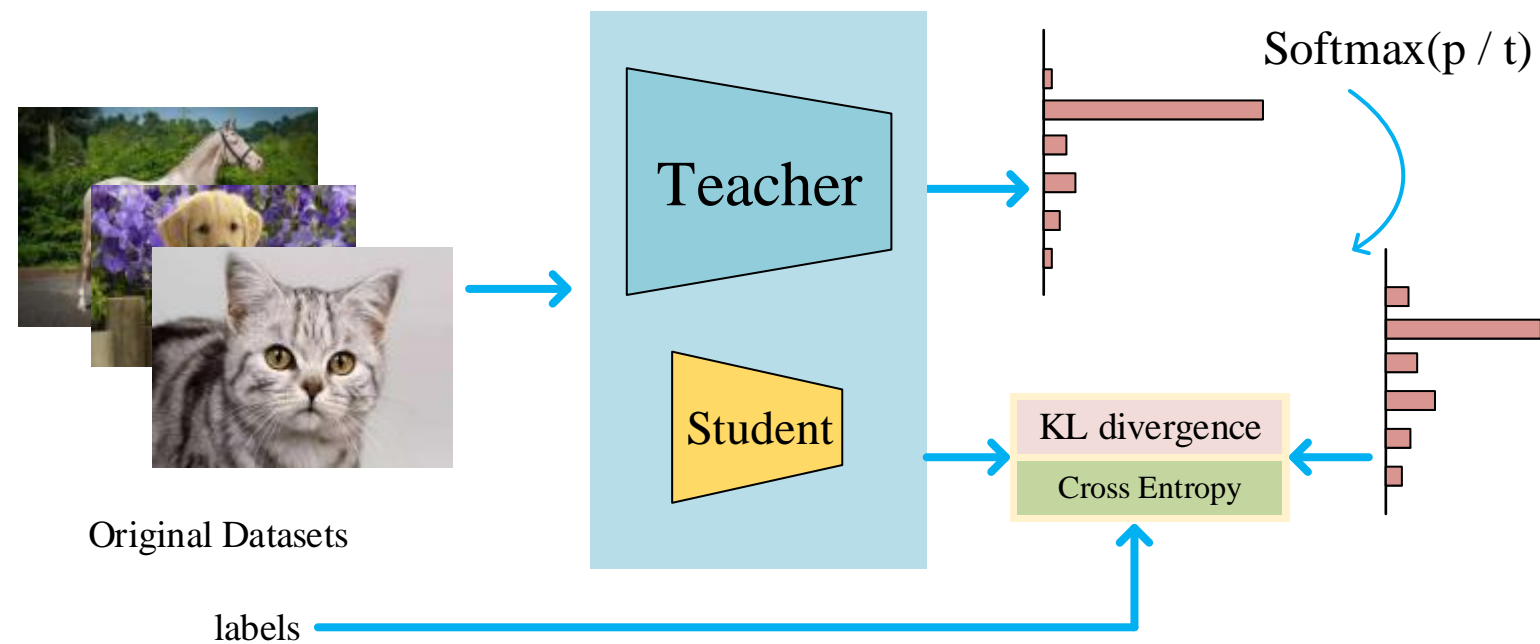 Softmax(p / t)
Teacher
Student
KL divergence
Cross Entropy
Original Datasets
labels